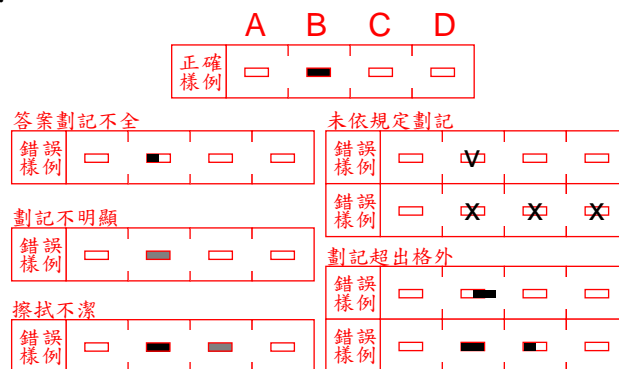 A B C D
正確樣例
答案劃記不全
錯誤樣例
未依規定劃記
錯誤樣例
V
錯誤樣例
X X X
劃記不明顯
錯誤樣例
劃記超出格外
錯誤樣例
擦拭不潔
錯誤樣例
錯誤樣例